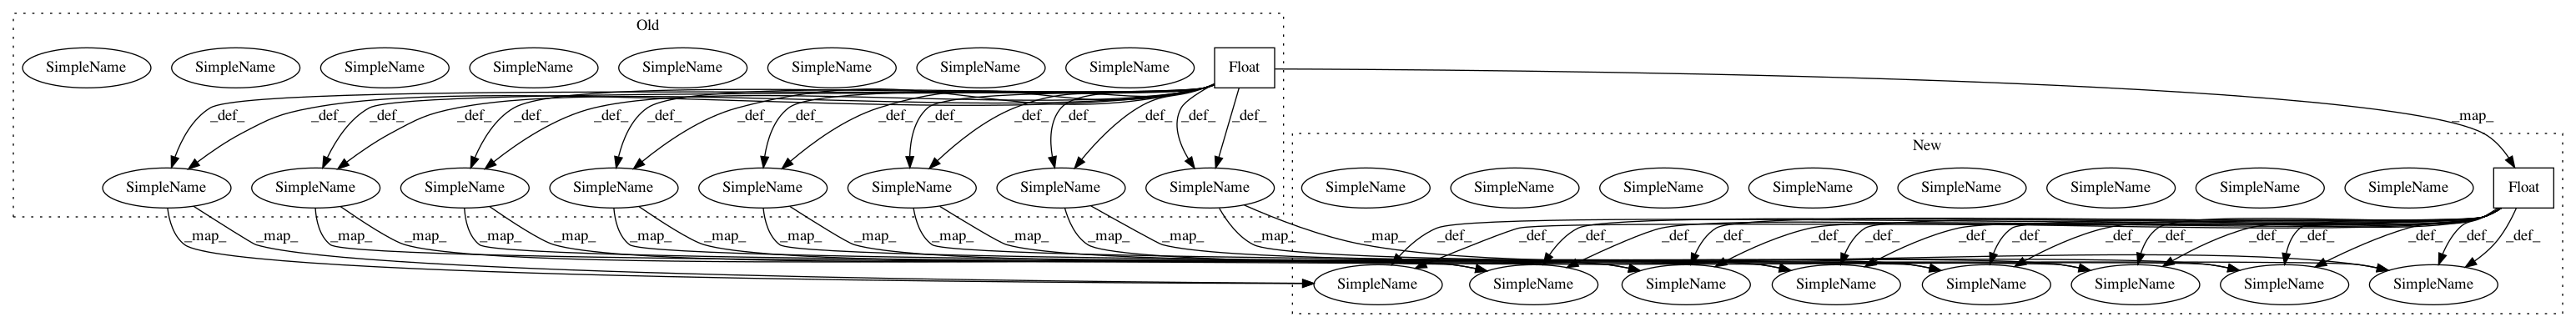 Old
SimpleName SimpleName SimpleName SimpleName SimpleName SimpleName SimpleName SimpleName Float
_def_ _def_ _def_ _def_ _def_ _def_ _def_ _def_ _def_ _def_ _def_ _def_ _def_ _def_ _def_ _def_ _map_
New
SimpleName SimpleName SimpleName SimpleName SimpleName SimpleName SimpleName SimpleName SimpleName SimpleName SimpleName SimpleName SimpleName SimpleName SimpleName SimpleName Float
_map_ _map_ _map_ _map_ _map_ _map_ _map_ _map_ _map_ _map_ _map_ _map_ _map_ _map_ _map_ _map_ _def_ _def_ _def_ _def_ _def_ _def_ _def_ _def_ _def_ _def_ _def_ _def_ _def_ _def_ _def_ _def_
SimpleName SimpleName SimpleName SimpleName SimpleName SimpleName SimpleName SimpleName